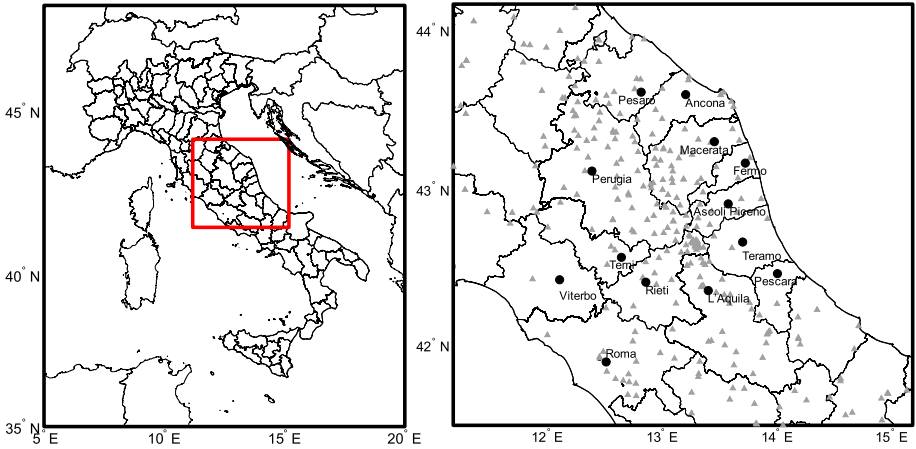 45° N
40° N
35° N
5° E
10° E
15° E
20° E
44° N
43° N
42° N
12° E
13° E
14° E
15° E
Pesaro
Ancona
Macerata
Fermo
Perugia
Ascoli Piceno
Teramo
Terni
Pescara
Viterbo
Rieti
L'Aquila
Roma